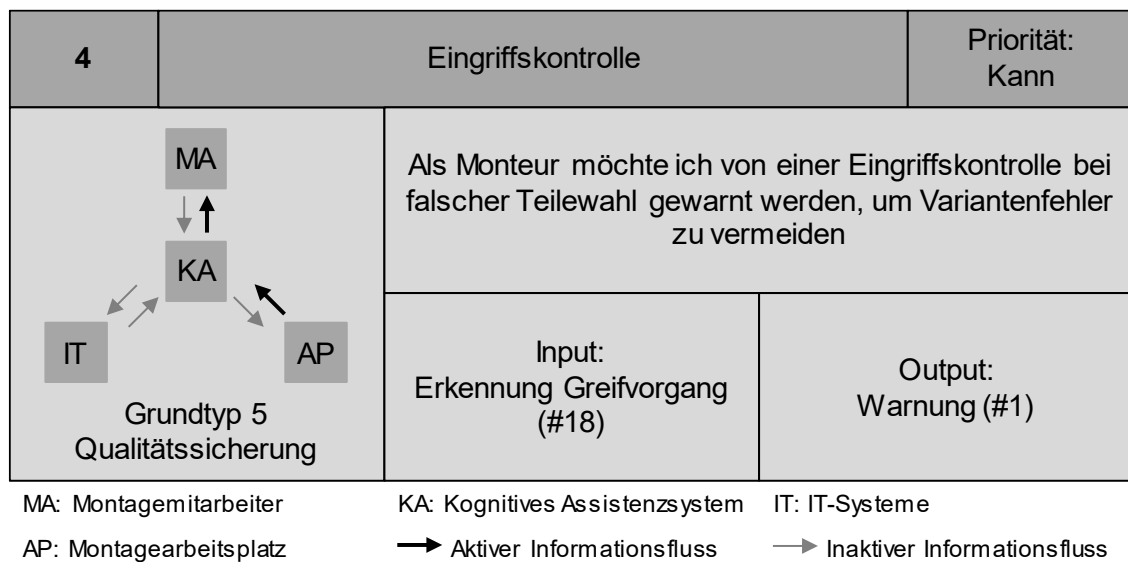 4
Eingriffskontrolle
Priorität:
Kann
MA
KA
IT
AP
Grundtyp 5
Qualitätssicherung
Als Monteur möchte ich von einer Eingriffskontrolle bei
falscher Teilewahl gewarnt werden, um Variantenfehler
zu vermeiden
Input:
Erkennung Greifvorgang
(#18)
Output:
Warnung (#1)
MA: Montagemitarbeiter
KA: Kognitives Assistenzsystem
IT: IT-Systeme
AP: Montagearbeitsplatz
Aktiver Informationsfluss
Inaktiver Informationsfluss